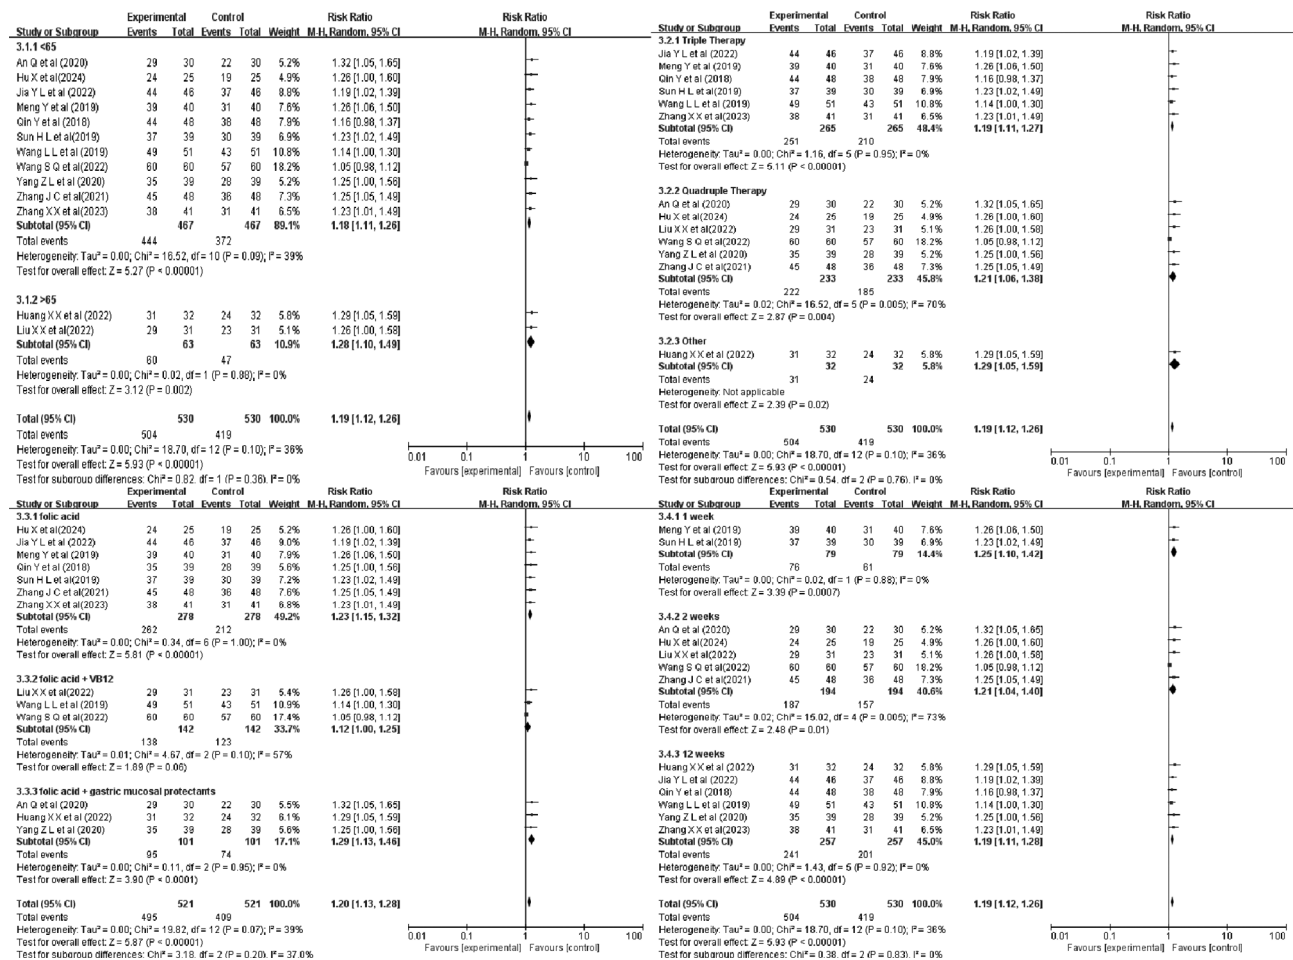 Experimental Control Risk Ratio Risk Ratio
Study or Subgroup Events Total Events Total Weight M-H, Random, 95% CI M-H, Random, 95% CI
3.1.1 <65
An Q et al (2020) 29 30 22 30 5.2% 1.32 [1.05, 1.65]
Hu X et al(2024) 24 25 19 25 4.9% 1.26 [1.00, 1.60]
Jia Y L et al (2022) 44 46 37 46 8.8% 1.19 [1.02, 1.39]
Meng Y et al (2019) 39 40 31 40 7.6% 1.26 [1.06, 1.50]
Qin Y et al (2018) 44 48 38 48 8.5% 1.16 [0.98, 1.37]
Sun H L et al(2019) 37 39 30 39 6.9% 1.23 [1.02, 1.49]
Wang L L et al (2019) 49 51 43 51 10.8% 1.14 [1.00, 1.30]
Wang S Q et al(2022) 60 60 57 60 18.2% 1.05 [0.98, 1.12]
Yang Z L et al (2020) 35 39 28 39 5.2% 1.25 [1.00, 1.56]
Zhang J C et al(2021) 45 48 36 48 7.3% 1.25 [1.05, 1.49]
Zhang XX et al(2023) 38 41 31 41 6.5% 1.23 [1.01, 1.49]
Subtotal (95% CI) 467 467 89.1% 1.18 [1.11, 1.26]
Total events 444 372
Heterogeneity: Tau² = 0.00; Chi² = 16.52, df = 10 (P = 0.09); I² = 39%
Test for overall effect: Z = 5.27 (P < 0.00001)
3.1.2 >65
Huang XX et al (2022) 31 32 24 32 5.8% 1.29 [1.05, 1.59]
Liu X X et al(2022) 29 31 23 31 5.1% 1.26 [1.00, 1.58]
Subtotal (95% CI) 63 63 10.9% 1.28 [1.10, 1.49]
Total events 60 47
Heterogeneity: Tau² = 0.00; Chi² = 0.02, df = 1 (P = 0.88); I² = 0%
Test for overall effect: Z = 3.12 (P = 0.002)
Total (95% CI) 530 530 100.0% 1.19 [1.12, 1.26]
Total events 504 419
Heterogeneity: Tau² = 0.00; Chi² = 18.70, df = 12 (P = 0.10); I² = 36%
Test for overall effect: Z = 5.93 (P < 0.00001)
Test for subgroup differences: Chi² = 0.82, df = 1 (P = 0.36), I² = 0%
0.01 0.1 1 10 100
Favours [experimental] Favours [control]
Experimental Control Risk Ratio Risk Ratio
Study or Subgroup Events Total Events Total Weight M-H, Random, 95% CI M-H, Random, 95% CI
3.2.1 Triple Therapy
Jia Y L et al (2022) 44 46 37 46 8.8% 1.19 [1.02, 1.39]
Meng Y et al (2019) 39 40 31 40 7.6% 1.26 [1.06, 1.50]
Qin Y et al (2018) 44 48 38 48 7.9% 1.16 [0.98, 1.37]
Sun H L et al(2019) 37 39 30 39 6.9% 1.23 [1.02, 1.49]
Wang L L et al (2019) 49 51 43 51 10.8% 1.14 [1.00, 1.30]
Zhang XX et al(2023) 38 41 31 41 6.5% 1.23 [1.01, 1.49]
Subtotal (95% CI) 265 265 48.4% 1.19 [1.11, 1.27]
Total events 251 210
Heterogeneity: Tau² = 0.00; Chi² = 1.16, df = 5 (P = 0.95); I² = 0%
Test for overall effect: Z = 5.11 (P < 0.00001)
3.2.2 Quadruple Therapy
An Q et al (2020) 29 30 22 30 5.2% 1.32 [1.05, 1.65]
Hu X et al(2024) 24 25 19 25 4.9% 1.26 [1.00, 1.60]
Liu XX et al(2022) 29 31 23 31 5.1% 1.26 [1.00, 1.58]
Wang S Q et al(2022) 60 60 57 60 18.2% 1.05 [0.98, 1.12]
Yang Z L et al (2020) 35 39 28 39 5.2% 1.25 [1.00, 1.56]
Zhang J C et al(2021) 45 48 36 48 7.3% 1.25 [1.05, 1.49]
Subtotal (95% CI) 233 233 45.8% 1.21 [1.06, 1.38]
Total events 222 185
Heterogeneity: Tau² = 0.02; Chi² = 16.52, df = 5 (P = 0.005); I² = 70%
Test for overall effect: Z = 2.87 (P = 0.004)
3.2.3 Other
Huang XX et al (2022) 31 32 24 32 5.8% 1.29 [1.05, 1.59]
Subtotal (95% CI) 32 32 5.8% 1.29 [1.05, 1.59]
Total events 31 24
Heterogeneity: Not applicable
Test for overall effect: Z = 2.39 (P = 0.02)
Total (95% CI) 530 530 100.0% 1.19 [1.12, 1.26]
Total events 504 419
Heterogeneity: Tau² = 0.00; Chi² = 18.70, df = 12 (P = 0.10); I² = 36%
Test for overall effect: Z = 5.93 (P < 0.00001)
Test for subgroup differences: Chi² = 0.54, df = 2 (P = 0.76), I² = 0%
0.01 0.1 1 10 100
Favours [experimental] Favours [control]
Experimental Control Risk Ratio Risk Ratio
Study or Subgroup Events Total Events Total Weight M-H, Random, 95% CI M-H, Random, 95% CI
3.3.1 folic acid
Hu X et al(2024) 24 25 19 25 5.2% 1.26 [1.00, 1.60]
Jia Y L et al (2022) 44 46 37 46 9.0% 1.19 [1.02, 1.39]
Meng Y et al (2019) 39 40 31 40 7.9% 1.26 [1.06, 1.50]
Qin Y et al (2018) 35 39 28 39 5.6% 1.25 [1.00, 1.56]
Sun H L et al(2019) 37 39 30 39 7.2% 1.23 [1.02, 1.49]
Zhang J C et al(2021) 45 48 36 48 7.6% 1.25 [1.05, 1.49]
Zhang XX et al(2023) 38 41 31 41 6.8% 1.23 [1.01, 1.49]
Subtotal (95% CI) 278 278 49.2% 1.23 [1.15, 1.32]
Total events 262 212
Heterogeneity: Tau² = 0.00; Chi² = 0.34, df = 6 (P = 1.00); I² = 0%
Test for overall effect: Z = 5.81 (P < 0.00001)
3.3.2 folic acid + VB12
Liu XX et al(2022) 29 31 23 31 5.4% 1.26 [1.00, 1.58]
Wang L L et al (2019) 49 51 43 51 10.9% 1.14 [1.00, 1.30]
Wang S Q et al(2022) 60 60 57 60 17.4% 1.05 [0.98, 1.12]
Subtotal (95% CI) 142 142 33.7% 1.12 [1.00, 1.25]
Total events 138 123
Heterogeneity: Tau² = 0.01; Chi² = 4.67, df = 2 (P = 0.10); I² = 57%
Test for overall effect: Z = 1.89 (P = 0.06)
3.3.3 folic acid + gastric mucosal protectants
An Q et al (2020) 29 30 22 30 5.5% 1.32 [1.05, 1.65]
Huang XX et al (2022) 31 32 24 32 6.1% 1.29 [1.05, 1.59]
Yang Z L et al (2020) 35 39 28 39 5.6% 1.25 [1.00, 1.56]
Subtotal (95% CI) 101 101 17.1% 1.29 [1.13, 1.46]
Total events 95 74
Heterogeneity: Tau² = 0.00; Chi² = 0.11, df = 2 (P = 0.95); I² = 0%
Test for overall effect: Z = 3.90 (P < 0.0001)
Total (95% CI) 521 521 100.0% 1.20 [1.13, 1.28]
Total events 495 409
Heterogeneity: Tau² = 0.00; Chi² = 19.82, df = 12 (P = 0.07); I² = 39%
Test for overall effect: Z = 5.87 (P < 0.00001)
Test for subgroup differences: Chi² = 3.18, df = 2 (P = 0.20), I² = 37.0%
0.01 0.1 1 10 100
Favours [experimental] Favours [control]
Experimental Control Risk Ratio Risk Ratio
Study or Subgroup Events Total Events Total Weight M-H, Random, 95% CI M-H, Random, 95% CI
3.4.1 1 week
Meng Y et al (2019) 39 40 31 40 7.6% 1.26 [1.06, 1.50]
Sun H L et al(2019) 37 39 30 39 6.9% 1.23 [1.02, 1.49]
Subtotal (95% CI) 79 79 14.4% 1.25 [1.10, 1.42]
Total events 76 61
Heterogeneity: Tau² = 0.00; Chi² = 0.02, df = 1 (P = 0.88); I² = 0%
Test for overall effect: Z = 3.39 (P = 0.0007)
3.4.2 2 weeks
An Q et al (2020) 29 30 22 30 5.2% 1.32 [1.05, 1.65]
Hu X et al(2024) 24 25 19 25 4.9% 1.26 [1.00, 1.60]
Liu XX et al(2022) 29 31 23 31 5.1% 1.26 [1.00, 1.58]
Wang S Q et al(2022) 60 60 57 60 18.2% 1.05 [0.98, 1.12]
Zhang J C et al(2021) 45 48 36 48 7.3% 1.25 [1.05, 1.49]
Subtotal (95% CI) 194 194 40.6% 1.21 [1.04, 1.40]
Total events 187 157
Heterogeneity: Tau² = 0.02; Chi² = 15.02, df = 4 (P = 0.005); I² = 73%
Test for overall effect: Z = 2.48 (P = 0.01)
3.4.3 12 weeks
Huang XX et al (2022) 31 32 24 32 5.8% 1.29 [1.05, 1.59]
Jia Y L et al (2022) 44 46 37 46 8.8% 1.19 [1.02, 1.39]
Qin Y et al (2018) 44 48 38 48 7.9% 1.16 [0.98, 1.37]
Wang L L et al (2019) 49 51 43 51 10.8% 1.14 [1.00, 1.30]
Yang Z L et al (2020) 35 39 28 39 5.2% 1.25 [1.00, 1.56]
Zhang XX et al(2023) 38 41 31 41 6.5% 1.23 [1.01, 1.49]
Subtotal (95% CI) 257 257 45.0% 1.19 [1.11, 1.28]
Total events 241 201
Heterogeneity: Tau² = 0.00; Chi² = 1.43, df = 5 (P = 0.92); I² = 0%
Test for overall effect: Z = 4.89 (P < 0.00001)
Total (95% CI) 530 530 100.0% 1.19 [1.12, 1.26]
Total events 504 419
Heterogeneity: Tau² = 0.00; Chi² = 18.70, df = 12 (P = 0.10); I² = 36%
Test for overall effect: Z = 5.93 (P < 0.00001)
Test for subgroup differences: Chi² = 0.38, df = 2 (P = 0.83), I² = 0%
0.01 0.1 1 10 100
Favours [experimental] Favours [control]